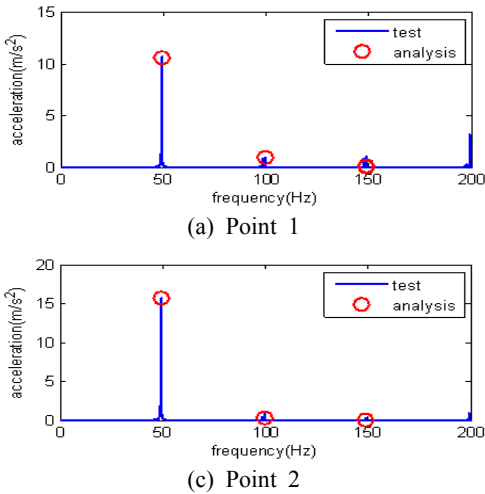 15
10
5
0
acceleration(m/s²)
test
analysis
0 50 100 150 200
frequency(Hz)
(a) Point 1
20
15
10
5
0
acceleration(m/s²)
test
analysis
0 50 100 150 200
frequency(Hz)
(c) Point 2